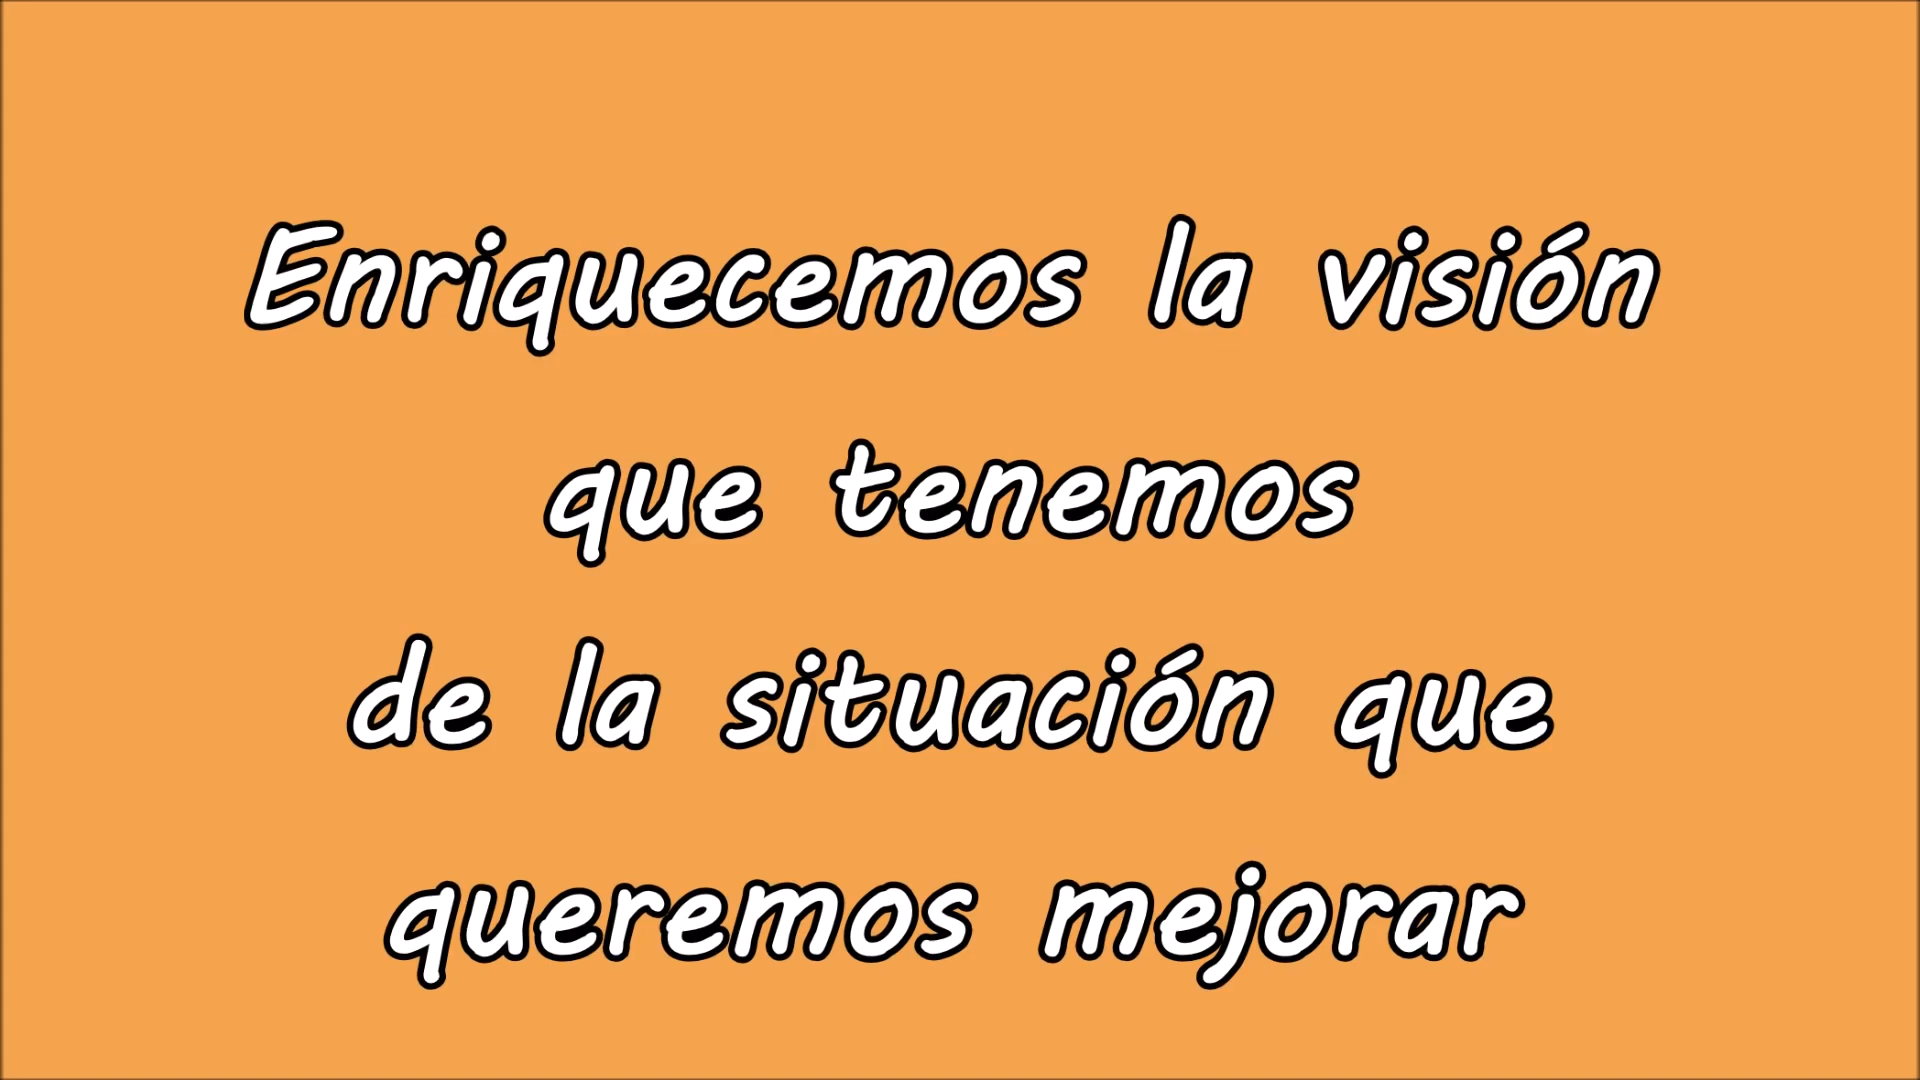 Enriquecemos la visión
que tenemos
de la situación que
queremos mejorar